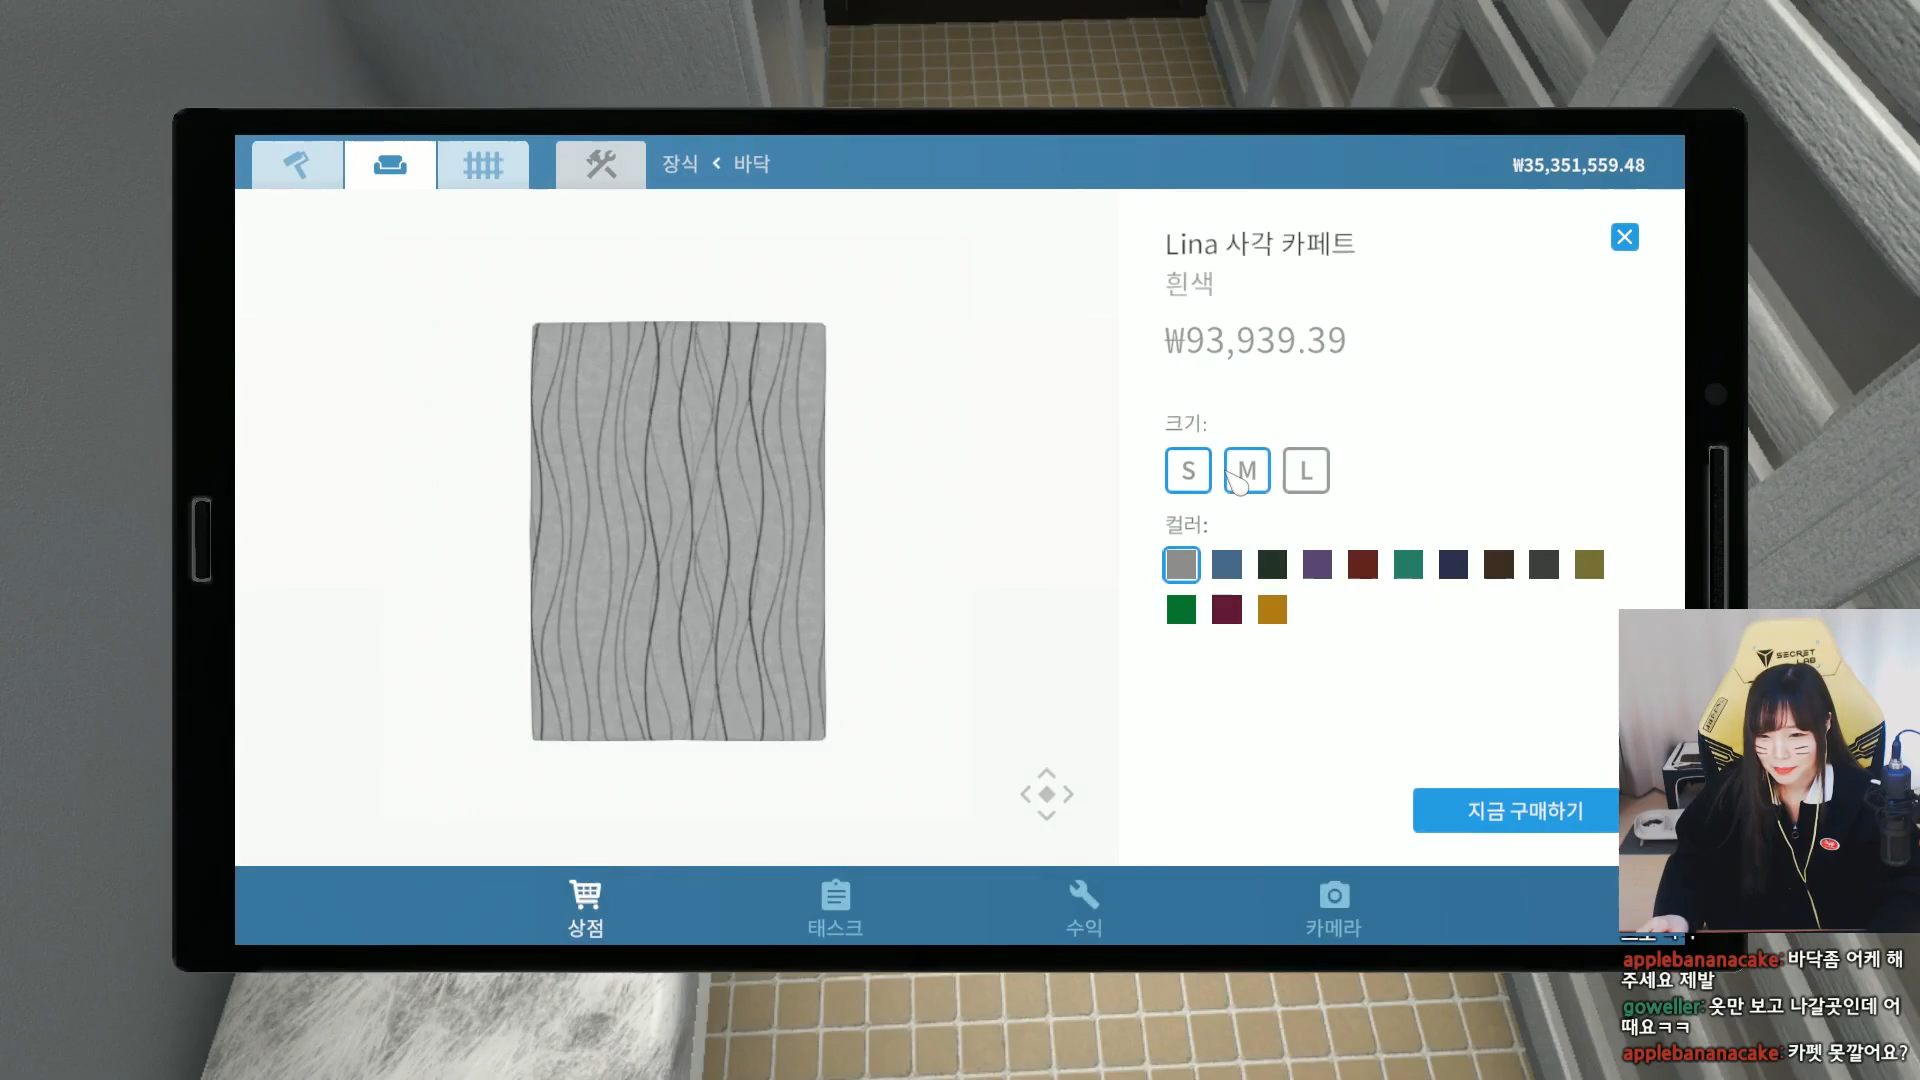 장식 < 바닥
₩35,351,559.48
Lina 사각 카페트
흰색
₩93,939.39
크기:
S M L
컬러:
지금 구매하기
상점
태스크
수익
카메라
SECRET
LAB
applebananacake: 바닥좀 어케 해
주세요 제발
goweller: 옷만 보고 나갈곳인데 어
때요ㅋㅋ
applebananacake: 카펫 못깔어요?